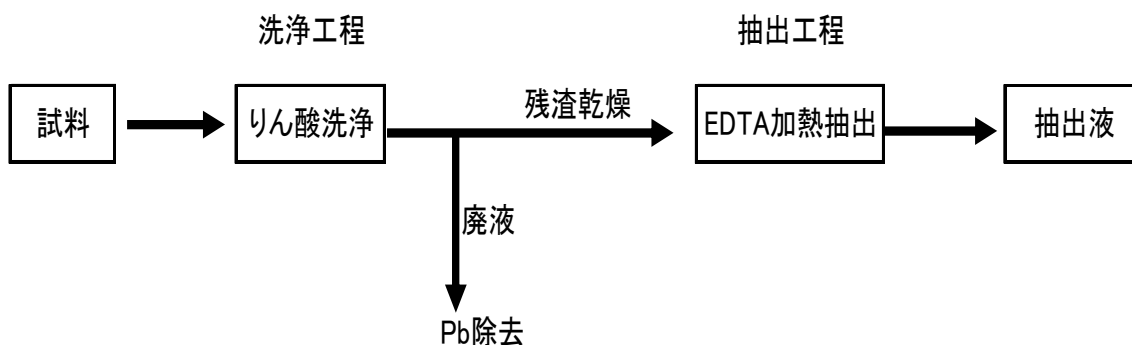 洗浄工程
抽出工程
試料
りん酸洗浄
残渣乾燥
EDTA加熱抽出
抽出液
廃液
Pb除去